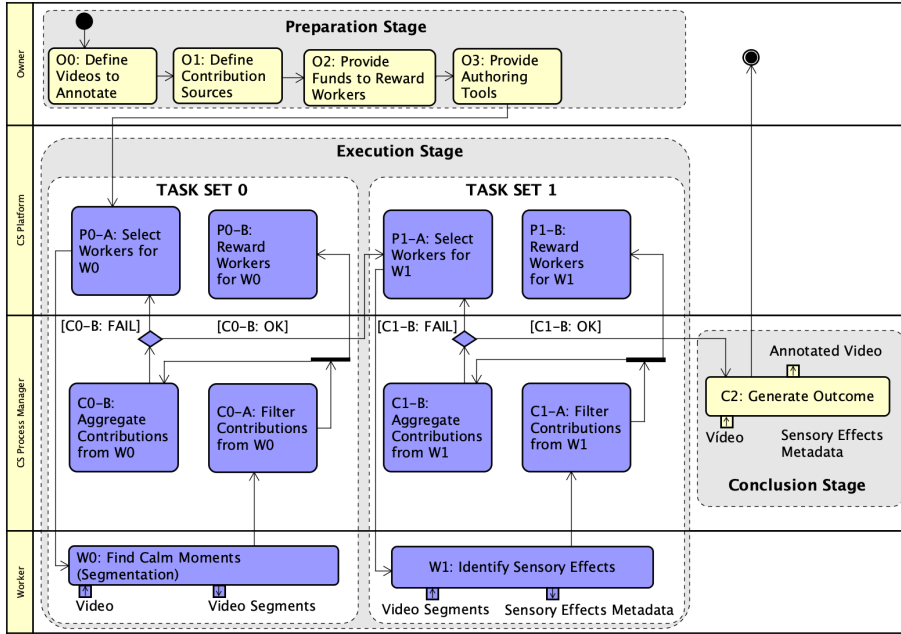 Owner
Preparation Stage
O0: Define
Videos to
Annotate
O1: Define
Contribution
Sources
O2: Provide
Funds to Reward
Workers
O3: Provide
Authoring
Tools
CS Platform
Execution Stage
TASK SET 0
TASK SET 1
P0-A: Select
Workers for
W0
P0-B:
Reward
Workers
for W0
P1-A: Select
Workers for
W1
P1-B:
Reward
Workers
for W1
CS Process Manager
[C0-B: FAIL]
[C0-B: OK]
[C1-B: FAIL]
[C1-B: OK]
C0-B:
Aggregate
Contributions
from W0
C0-A: Filter
Contributions
from W0
C1-B:
Aggregate
Contributions
from W1
C1-A: Filter
Contributions
from W1
Annotated Video
C2: Generate Outcome
Vídeo
Sensory Effects
Metadata
Conclusion Stage
Worker
W0: Find Calm Moments
(Segmentation)
Video
Video Segments
W1: Identify Sensory Effects
Video Segments
Sensory Effects Metadata